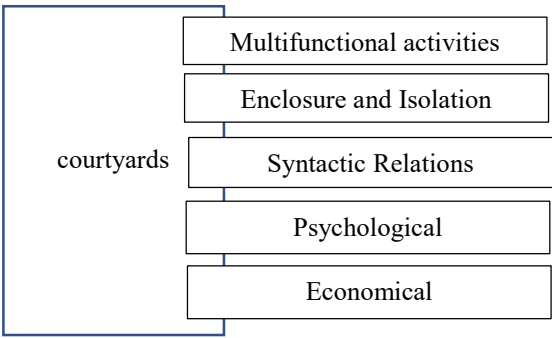 Multifunctional activities
Enclosure and Isolation
courtyards
Syntactic Relations
Psychological
Economical